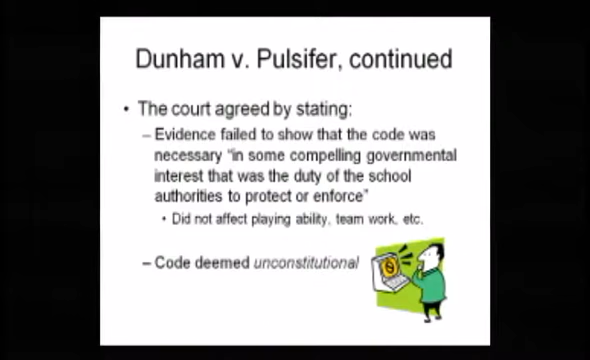 Dunham v. Pulsifer, continued
• The court agreed by stating:
– Evidence failed to show that the code was
necessary "in some compelling governmental
interest that was the duty of the school
authorities to protect or enforce"
• Did not affect playing ability, team work, etc.
– Code deemed unconstitutional